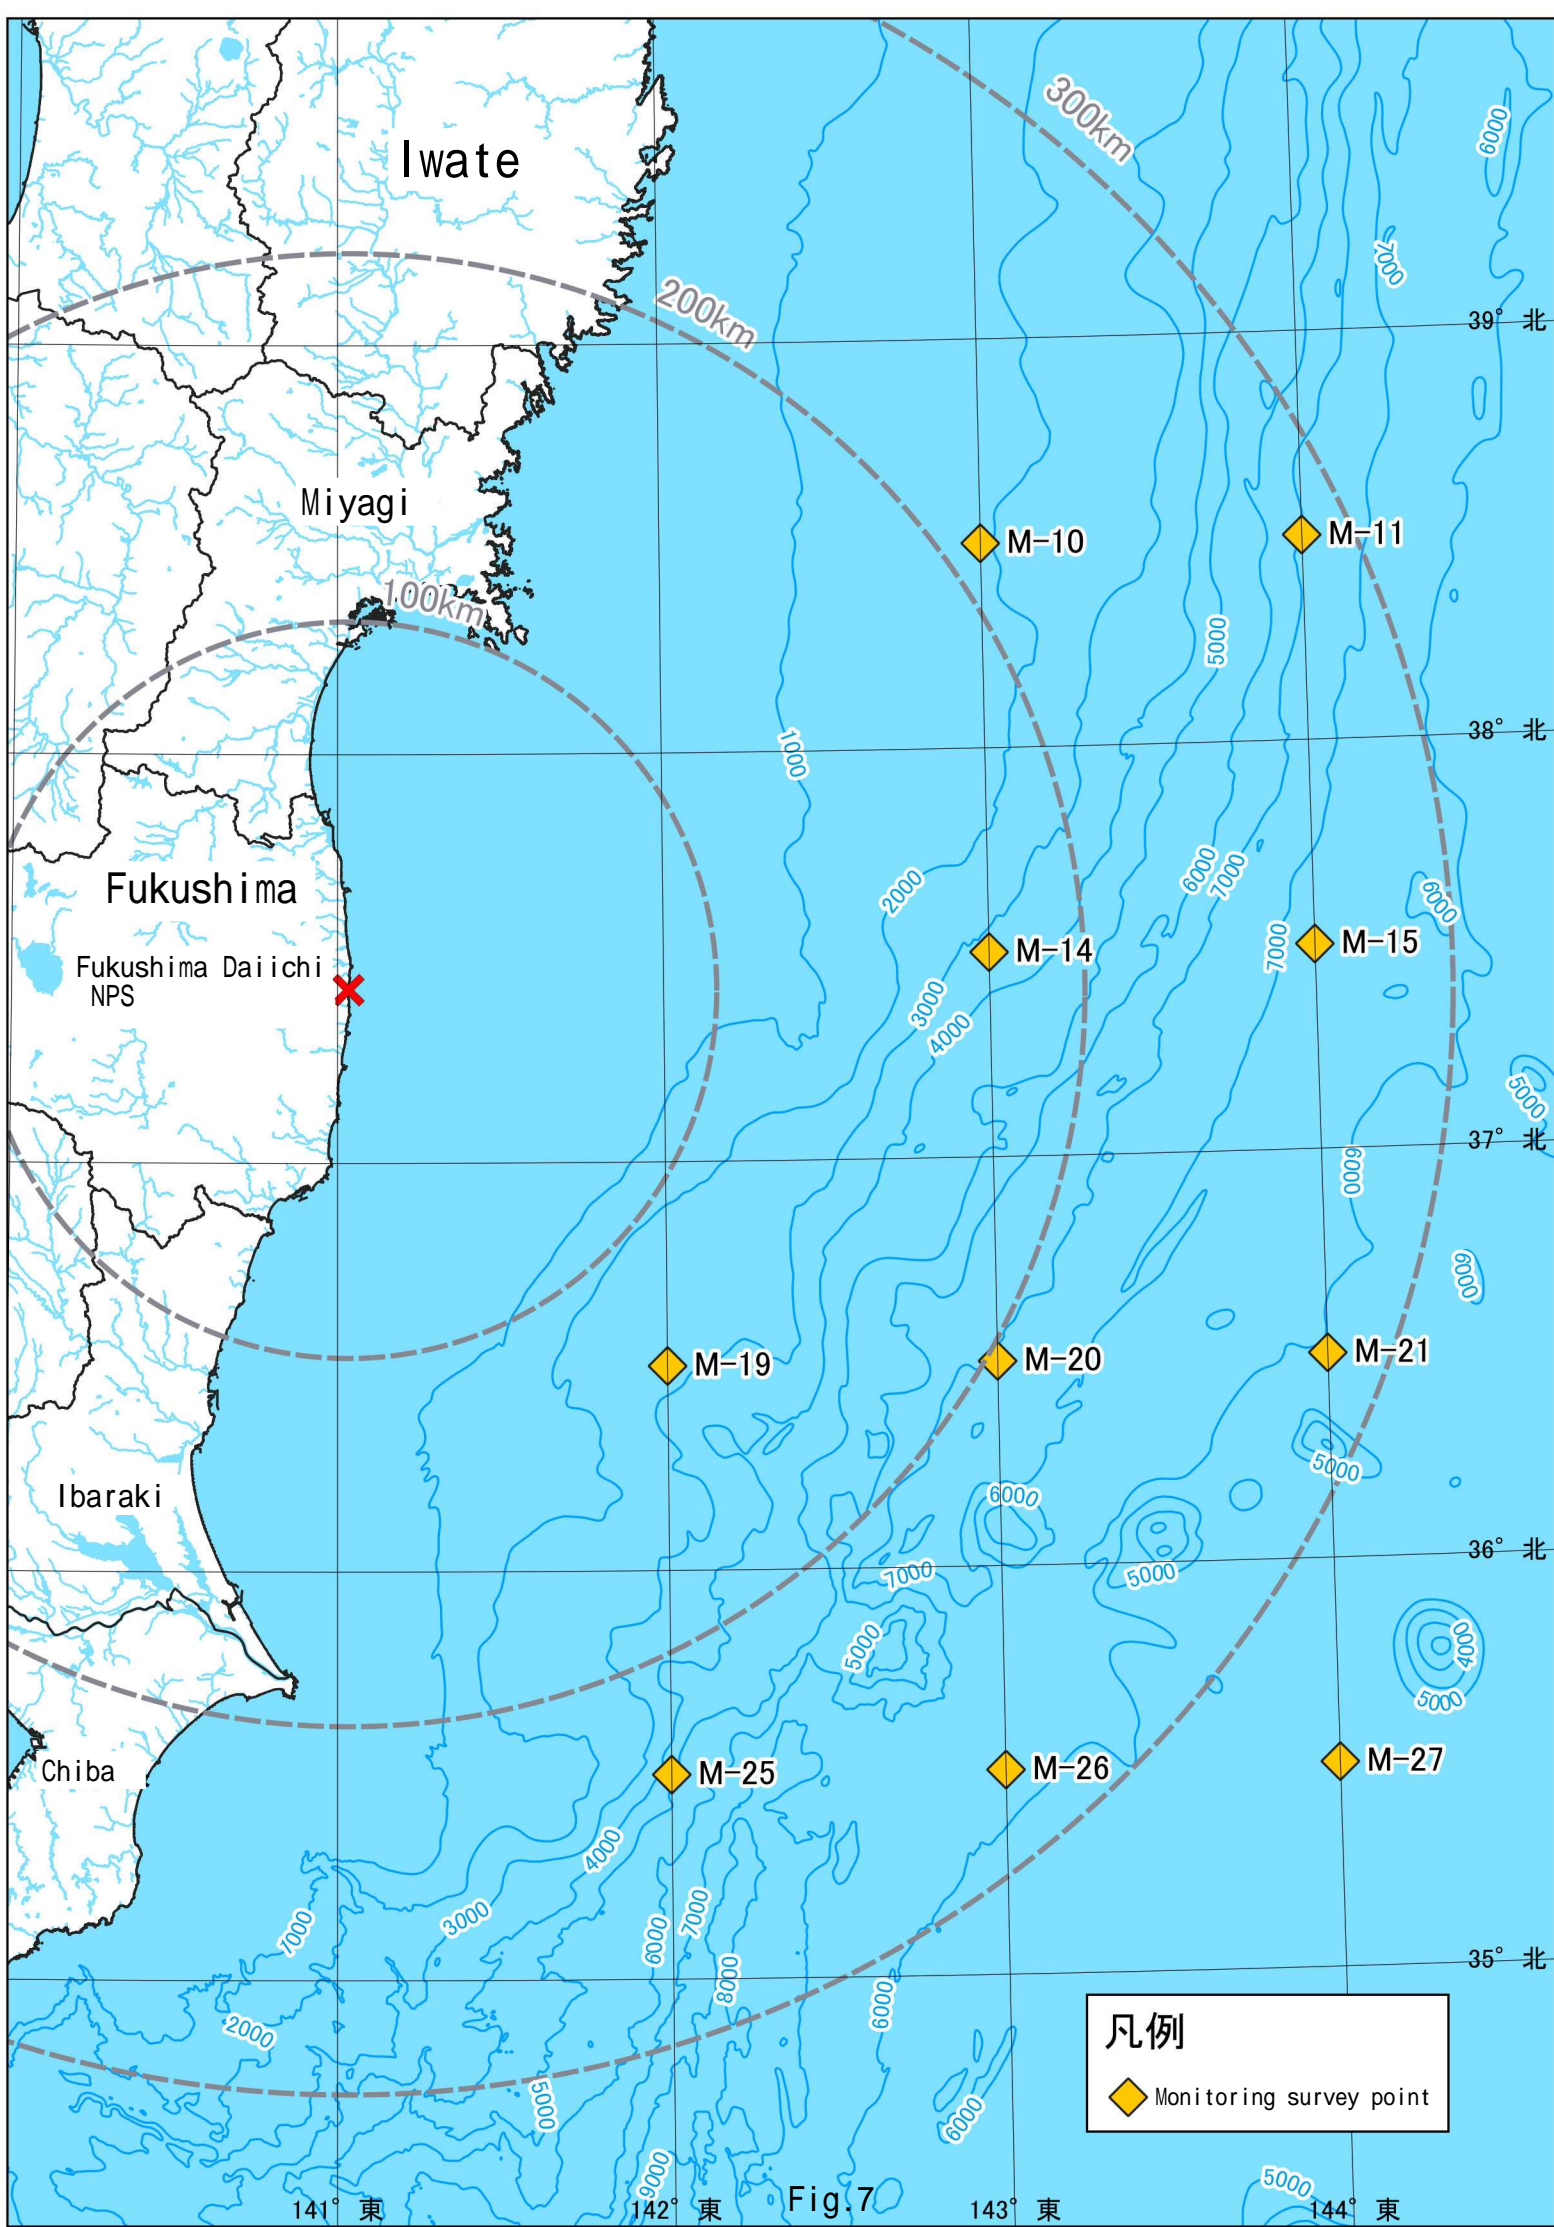 Iwate
300km
6000
7000
200km
39° 北
Miyagi
M-10
M-11
100km
5000
38° 北
1000
Fukushima
2000
6000
7000
6000
Fukushima Daiichi
NPS
M-14
7000
M-15
3000
4000
5000
37° 北
6000
6000
M-19
M-20
M-21
5000
Ibaraki
6000
36° 北
7000
5000
5000
4000
5000
Chiba
M-25
M-26
M-27
4000
3000
1000
7000
6000
8000
35° 北
6000
2000
凡例
Monitoring survey point
5000
6000
9000
5000
Fig.7
141° 東
142° 東
143° 東
144° 東